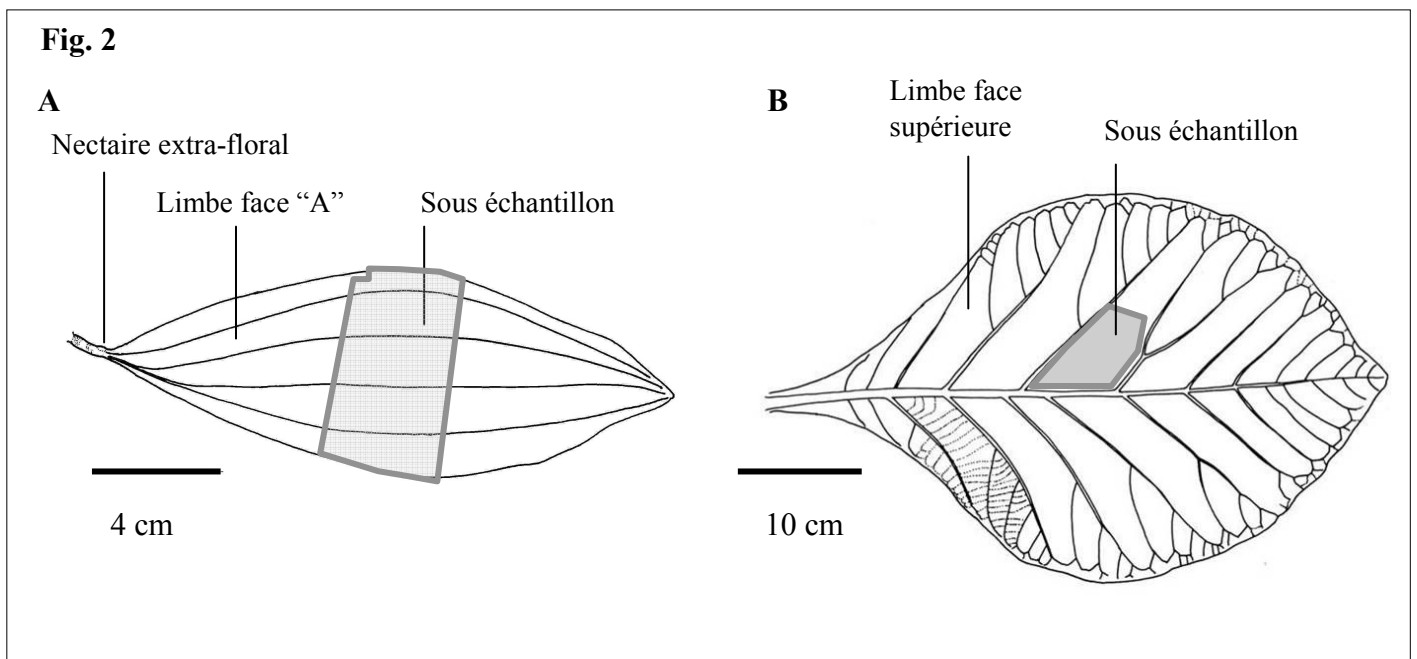 Fig. 2
A
Nectaire extra-floral
Limbe face “A”
Sous échantillon
4 cm
B
Limbe face
supérieure
Sous échantillon
10 cm